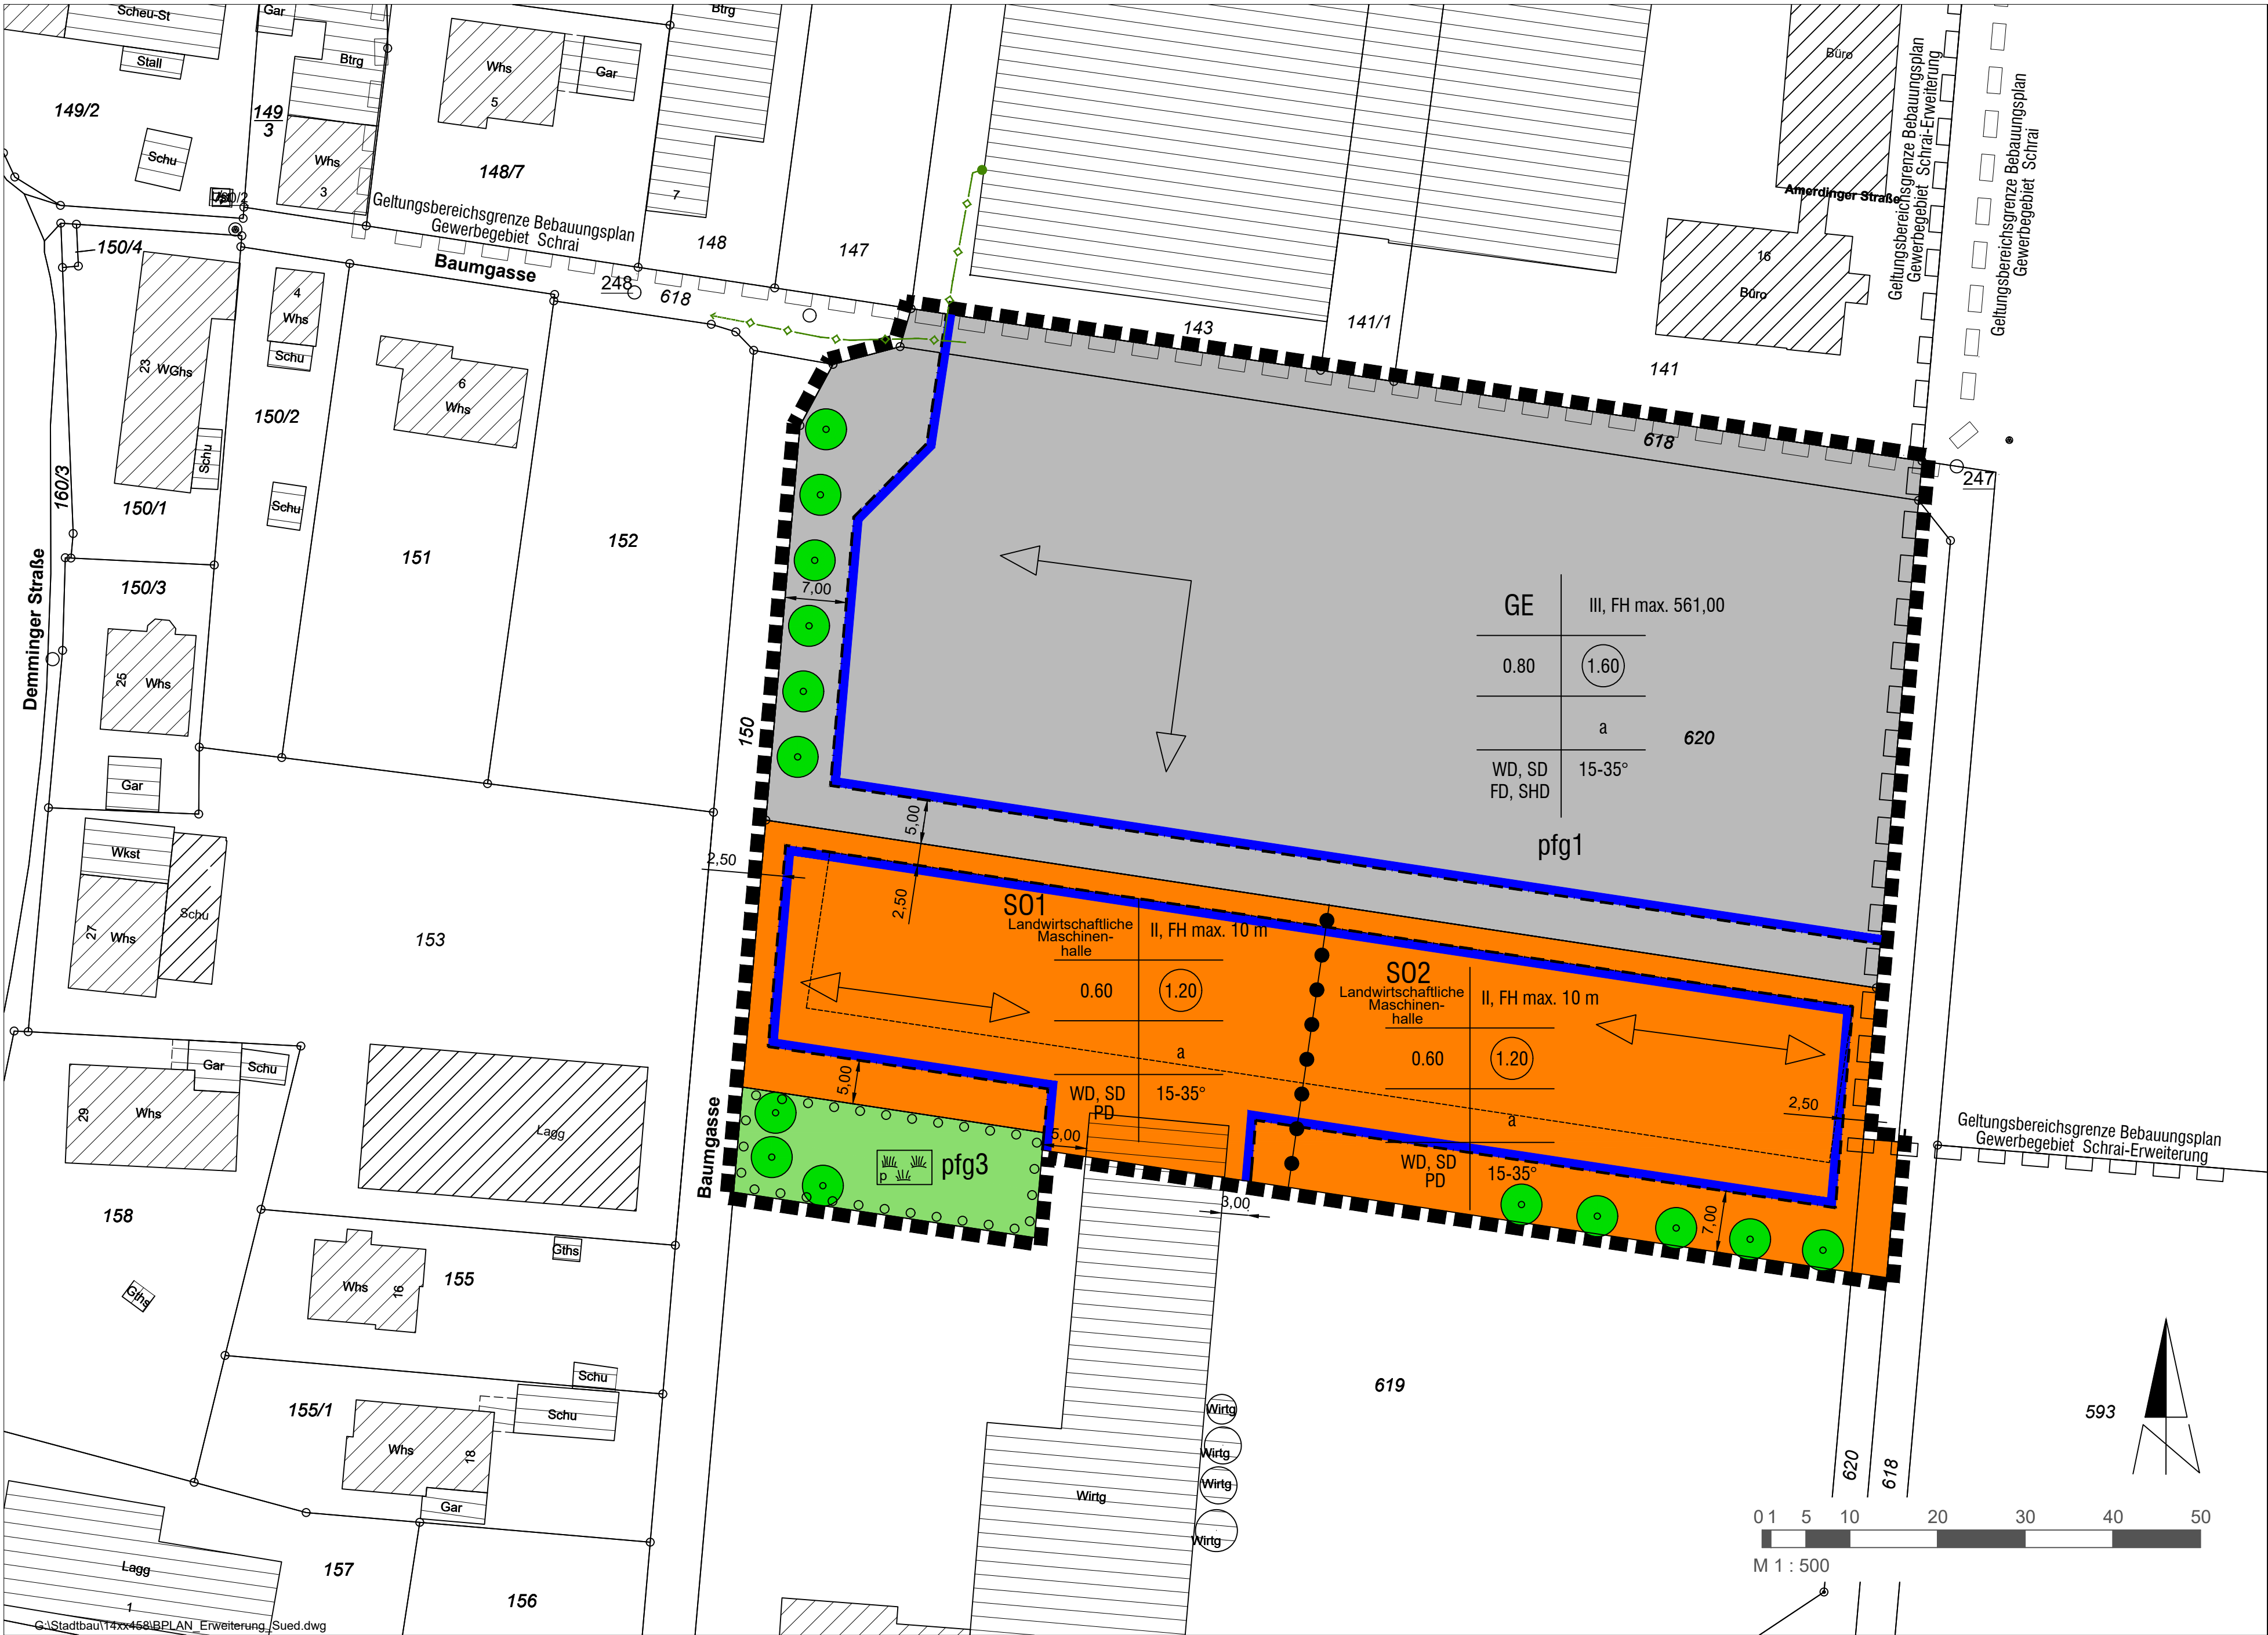 Scheu-St
Gar
Btrg
Stall
Btrg
Whs
5
Gar
Büro
149/2
149
3
Schu
Whs
3
148/7
7
148
147
Geltungsbereichsgrenze Bebauungsplan
Gewerbegebiet Schrai
Geltungsbereichsgrenze Bebauungsplan
Gewerbegebiet Schrai-Erweiterung
Geltungsbereichsgrenze Bebauungsplan
Gewerbegebiet Schrai
Amerdinger Straße
16
Büro
150/4
Baumgasse
248
618
143
141/1
141
4
Whs
Schu
23
WGhs
6
Whs
150/2
Schu
Schu
160/3
150/1
151
152
618
247
Demminger Straße
150/3
25
Whs
Gar
7,00
150
GE
III, FH max. 561,00
0.80
1.60
a
620
WD, SD
FD, SHD
15-35°
pfg1
5,00
2,50
2,50
Wkst
Schu
27
Whs
153
SO1
Landwirtschaftliche
Maschinen-
halle
II, FH max. 10 m
0.60
1.20
a
WD, SD
PD
15-35°
SO2
Landwirtschaftliche
Maschinen-
halle
II, FH max. 10 m
0.60
1.20
a
WD, SD
PD
15-35°
2,50
5,00
5,00
3,00
7,00
p
pfg3
Geltungsbereichsgrenze Bebauungsplan
Gewerbegebiet Schrai-Erweiterung
Gar
Schu
29
Whs
Lagg
Baumgasse
158
Gths
Gths
Whs
16
155
Schu
Schu
155/1
Whs
18
Gar
619
Wirtg
Wirtg
Wirtg
Wirtg
Wirtg
593
620
618
0 1 5 10 20 30 40 50
M 1 : 500
Lagg
1
157
156
G:\Stadtbau\14xx458\BPLAN_Erweiterung_Sued.dwg